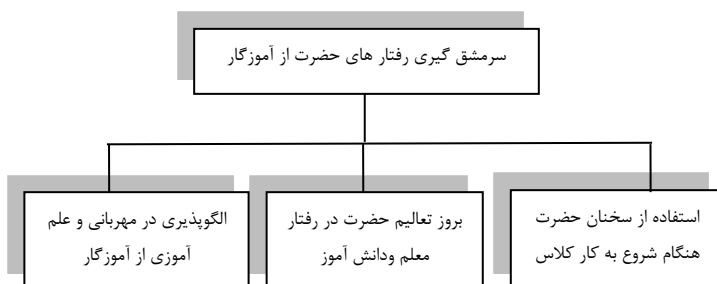 سرمشق گیری رفتار های حضرت از آموزگار
استفاده از سخنان حضرت
هنگام شروع به کار کلاس
بروز تعالیم حضرت در رفتار
معلم ودانش آموز
الگوپذیری در مهربانی و علم
آموزی از آموزگار